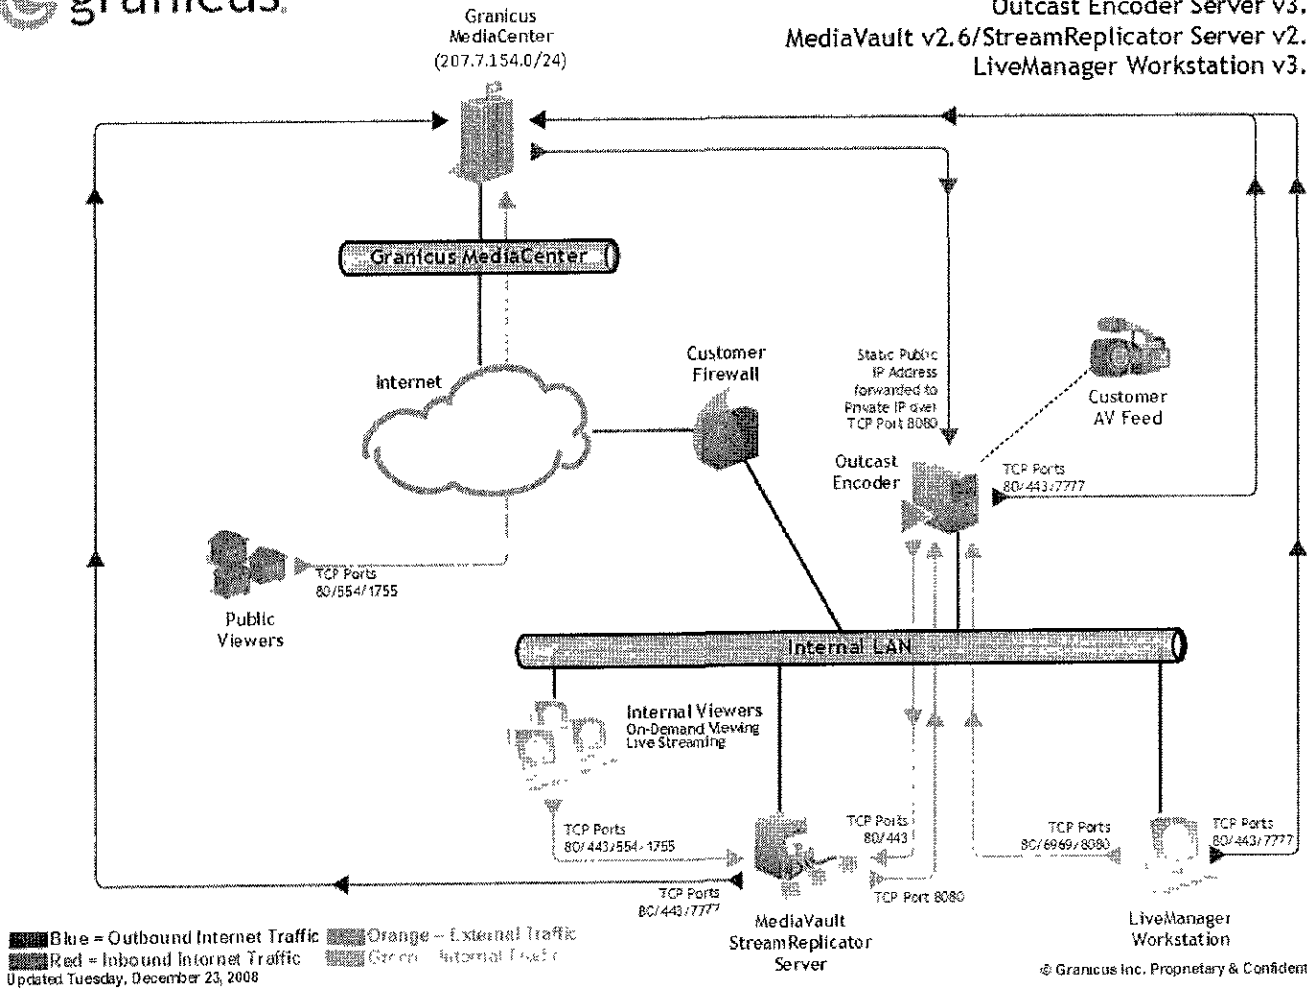 granicus.
Outcast Encoder Server v3.
MediaVault v2.6/StreamReplicator Server v2.
LiveManager Workstation v3.
Granicus
MediaCenter
(207.7.154.0/24)
Granicus MediaCenter
Internet
Customer
Firewall
Static Public
IP Address
forwarded to
Private IP over
TCP Port 8080
Customer
AV Feed
Outcast
Encoder
TCP Ports
80/443/7777
TCP Ports
80/554/1755
Public
Viewers
Internal LAN
Internal Viewers
On-Demand Viewing
Live Streaming
TCP Ports
80/443/554/1755
TCP Ports
80/443
TCP Ports
80/6969/8080
TCP Ports
80/443/7777
TCP Ports
80/443/7777
TCP Port 8080
MediaVault
StreamReplicator
Server
LiveManager
Workstation
Blue = Outbound Internet Traffic
Orange = External Traffic
Red = Inbound Internet Traffic
Green = Internal Traffic
Updated Tuesday, December 23, 2008
© Granicus Inc. Proprietary & Confident